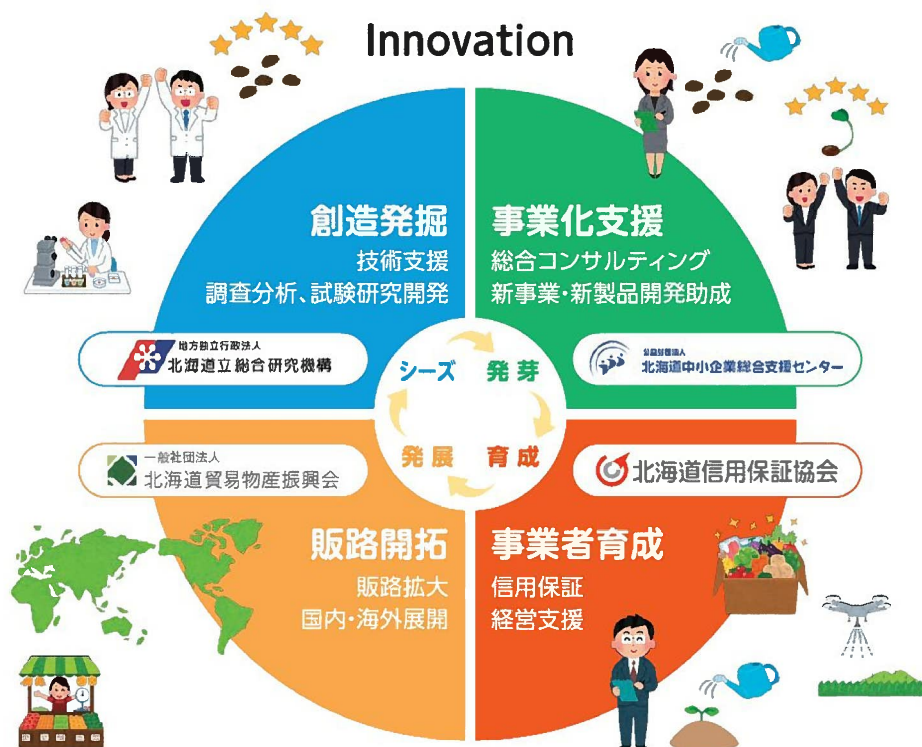 Innovation
創造発掘
技術支援
調査分析、試験研究開発
地方独立行政法人
北海道立総合研究機構
事業化支援
総合コンサルティング
新事業・新製品開発助成
公益財団法人
北海道中小企業総合支援センター
シーズ
発芽
発展
育成
一般社団法人
北海道貿易物産振興会
販路開拓
販路拡大
国内・海外展開
北海道信用保証協会
事業者育成
信用保証
経営支援